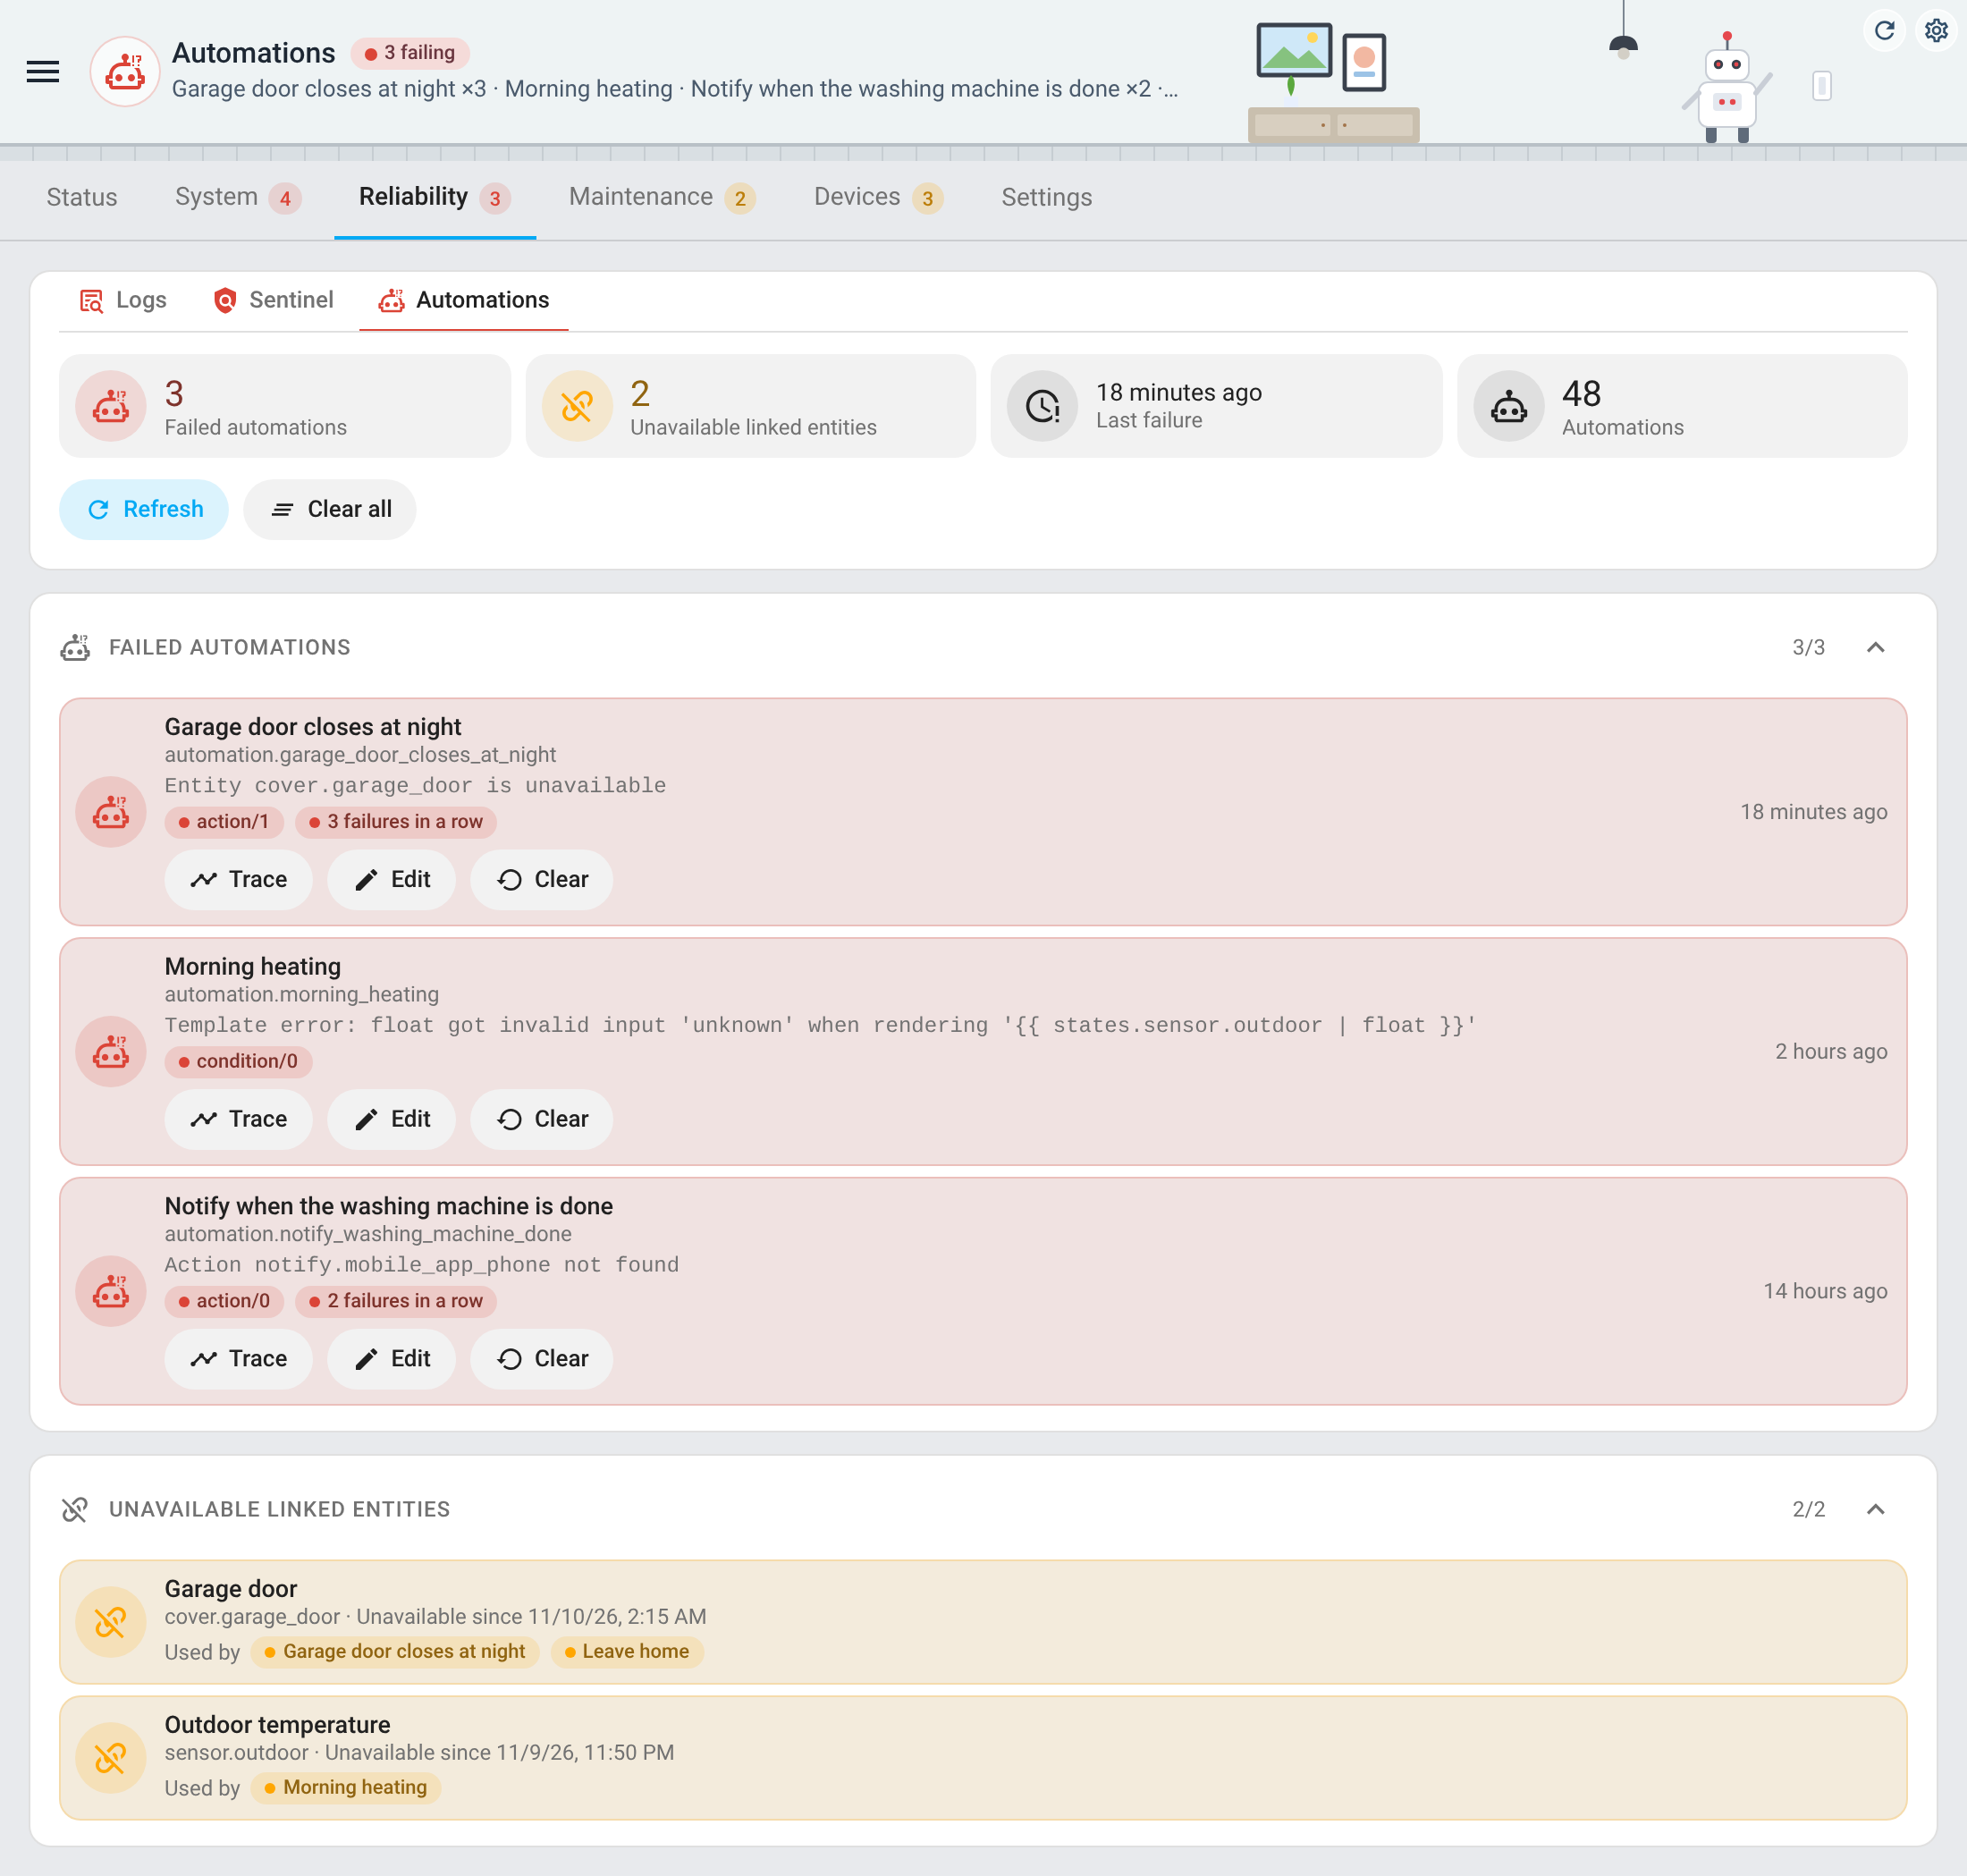 Automations
3 failing
Garage door closes at night ×3 · Morning heating · Notify when the washing machine is done ×2 ·...
Status
System 4
Reliability 3
Maintenance 2
Devices 3
Settings
Logs
Sentinel
Automations
3
Failed automations
2
Unavailable linked entities
18 minutes ago
Last failure
48
Automations
Refresh
Clear all
FAILED AUTOMATIONS
3/3
Garage door closes at night
automation.garage_door_closes_at_night
Entity cover.garage_door is unavailable
action/1
3 failures in a row
18 minutes ago
Trace
Edit
Clear
Morning heating
automation.morning_heating
Template error: float got invalid input 'unknown' when rendering '{{ states.sensor.outdoor | float }}'
condition/0
2 hours ago
Trace
Edit
Clear
Notify when the washing machine is done
automation.notify_washing_machine_done
Action notify.mobile_app_phone not found
action/0
2 failures in a row
14 hours ago
Trace
Edit
Clear
UNAVAILABLE LINKED ENTITIES
2/2
Garage door
cover.garage_door · Unavailable since 11/10/26, 2:15 AM
Used by
Garage door closes at night
Leave home
Outdoor temperature
sensor.outdoor · Unavailable since 11/9/26, 11:50 PM
Used by
Morning heating